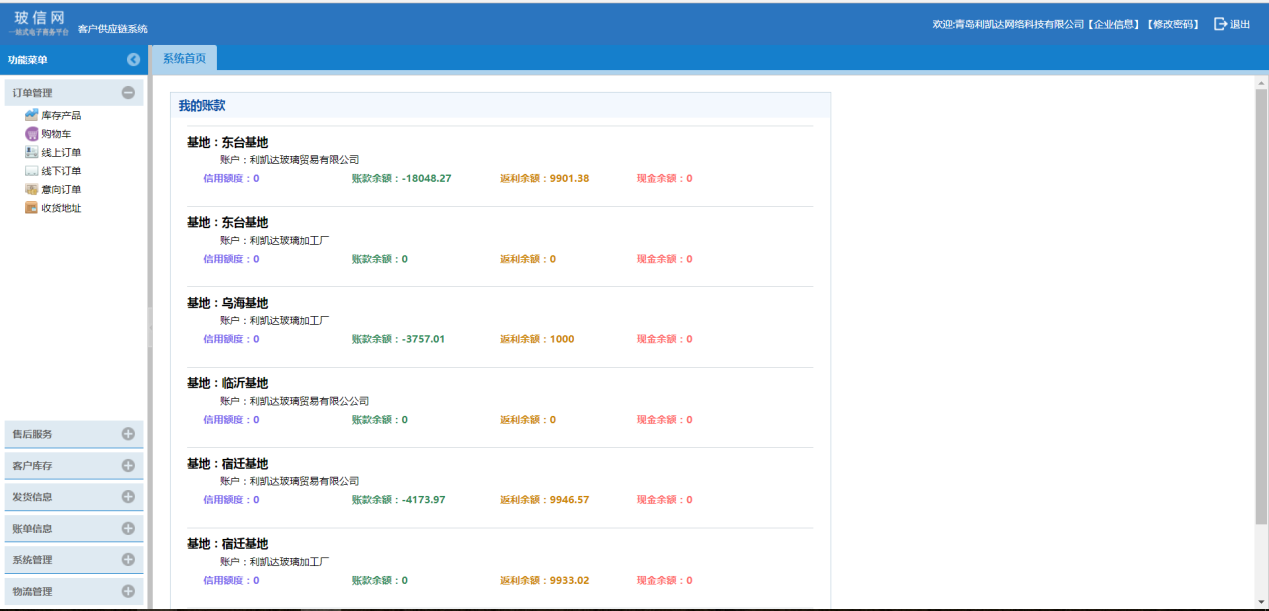 玻信网
一站式电子商务平台 客户供应链系统
欢迎:青岛利凯达网络科技有限公司【企业信息】【修改密码】 退出
功能菜单
系统首页
订单管理
库存产品
购物车
线上订单
线下订单
意向订单
收货地址
售后服务
客户库存
发货信息
账单信息
系统管理
物流管理
我的账款
基地：东台基地
账户：利凯达玻璃贸易有限公司
信用额度：0 账款余额：-18048.27 返利余额：9901.38 现金余额：0
基地：东台基地
账户：利凯达玻璃加工厂
信用额度：0 账款余额：0 返利余额：0 现金余额：0
基地：乌海基地
账户：利凯达玻璃加工厂
信用额度：0 账款余额：-3757.01 返利余额：1000 现金余额：0
基地：临沂基地
账户：利凯达玻璃贸易有限公公司
信用额度：0 账款余额：0 返利余额：0 现金余额：0
基地：宿迁基地
账户：利凯达玻璃贸易有限公司
信用额度：0 账款余额：-4173.97 返利余额：9946.57 现金余额：0
基地：宿迁基地
账户：利凯达玻璃加工厂
信用额度：0 账款余额：0 返利余额：9933.02 现金余额：0